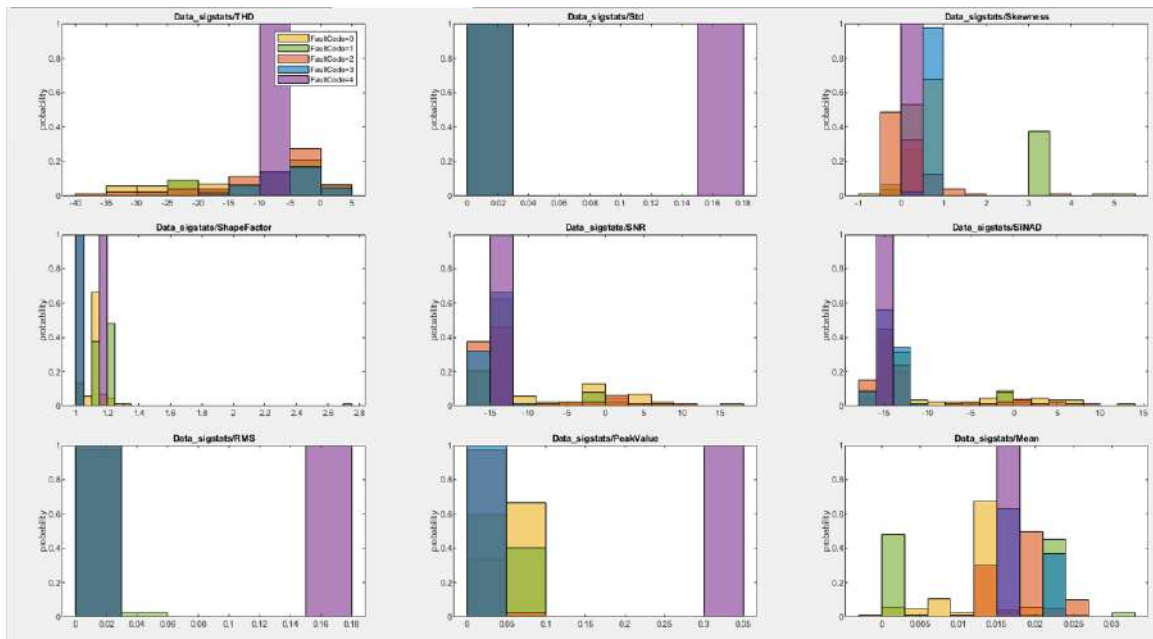 Data_sigstats/THD
probability
1
0.8
0.6
0.4
0.2
0
-40 -35 -30 -25 -20 -15 -10 -5 0 5
FaultCode=0
FaultCode=1
FaultCode=2
FaultCode=3
FaultCode=4
Data_sigstats/Std
probability
1
0.8
0.6
0.4
0.2
0
0 0.02 0.04 0.06 0.08 0.1 0.12 0.14 0.16 0.18
Data_sigstats/Skewness
probability
1
0.8
0.6
0.4
0.2
0
-1 0 1 2 3 4 5
Data_sigstats/ShapeFactor
probability
1
0.8
0.6
0.4
0.2
0
1 1.2 1.4 1.6 1.8 2 2.2 2.4 2.6 2.8
Data_sigstats/SNR
probability
1
0.8
0.6
0.4
0.2
0
-15 -10 -5 0 5 10 15
Data_sigstats/SINAD
probability
1
0.8
0.6
0.4
0.2
0
-15 -10 -5 0 5 10 15
Data_sigstats/RMS
probability
1
0.8
0.6
0.4
0.2
0
0 0.02 0.04 0.06 0.08 0.1 0.12 0.14 0.16 0.18
Data_sigstats/PeakValue
probability
1
0.8
0.6
0.4
0.2
0
0 0.05 0.1 0.15 0.2 0.25 0.3 0.35
Data_sigstats/Mean
probability
1
0.8
0.6
0.4
0.2
0
0 0.005 0.01 0.015 0.02 0.025 0.03